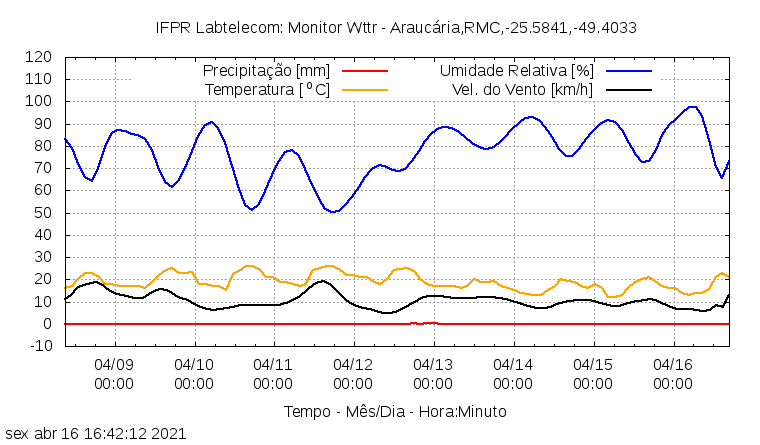 IFPR Labtelecom: Monitor Wttr - Araucária,RMC,-25.5841,-49.4033
Precipitação [mm]
Temperatura [⁰C]
Umidade Relativa [%]
Vel. do Vento [km/h]
120
110
100
90
80
70
60
50
40
30
20
10
0
-10
04/09 04/10 04/11 04/12 04/13 04/14 04/15 04/16
00:00 00:00 00:00 00:00 00:00 00:00 00:00 00:00
Tempo - Mês/Dia - Hora:Minuto
sex abr 16 16:42:12 2021